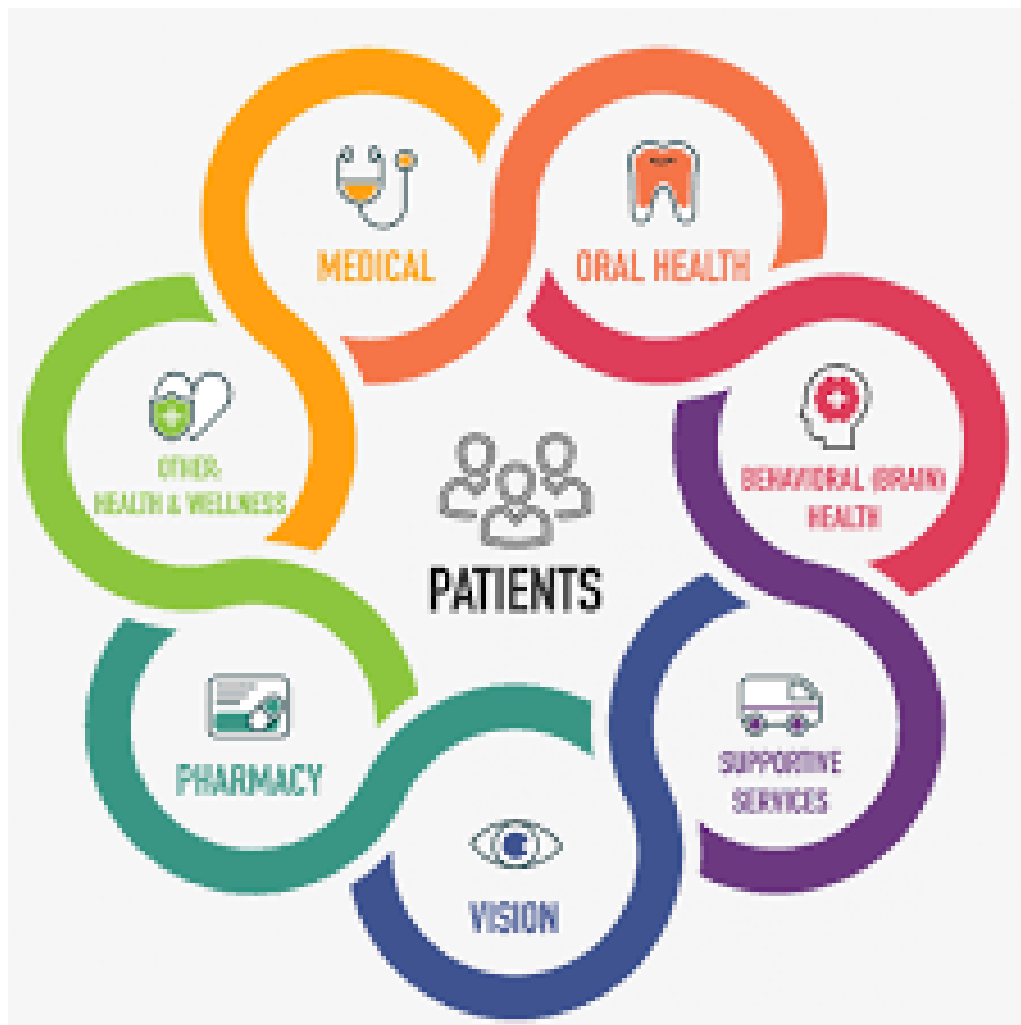 MEDICAL
ORAL HEALTH
BEHAVIORAL (BRAIN)
HEALTH
SUPPORTIVE
SERVICES
VISION
PHARMACY
OTHER
HEALTH & WELLNESS
PATIENTS